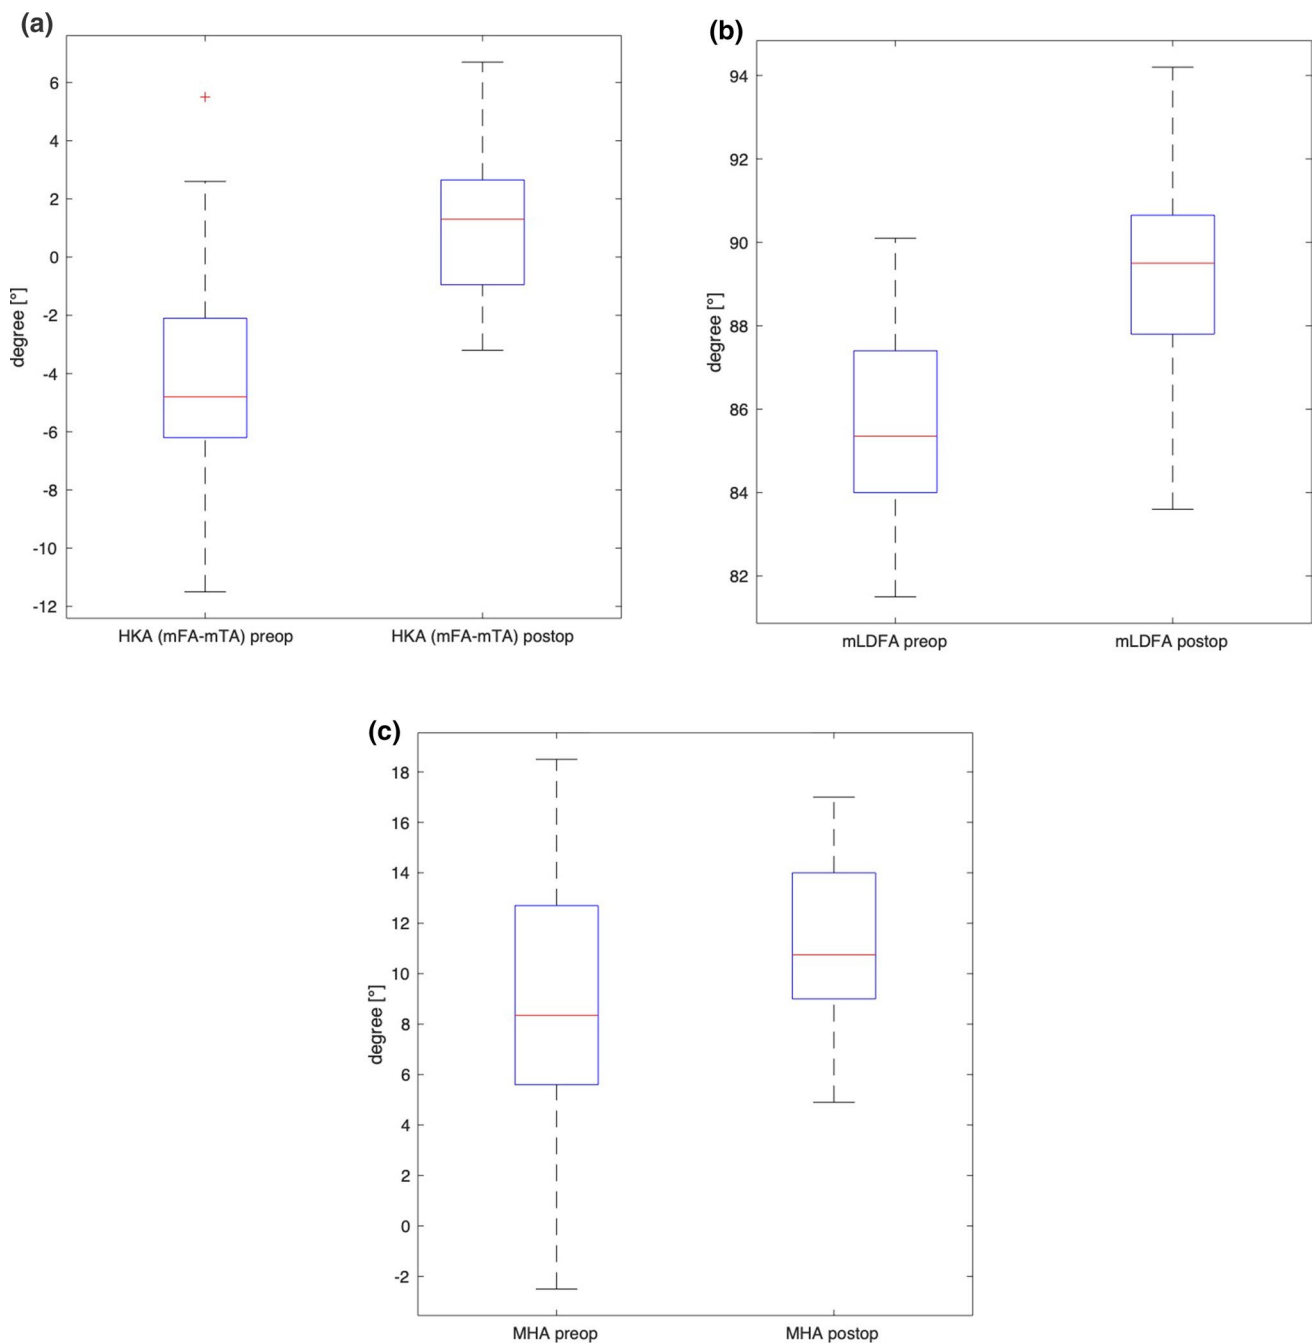 (a)
6
4
2
0
-2
-4
-6
-8
-10
-12
degree [°]
HKA (mFA-mTA) preop
HKA (mFA-mTA) postop
(b)
94
92
90
88
86
84
82
degree [°]
mLDFA preop
mLDFA postop
(c)
18
16
14
12
10
8
6
4
2
0
-2
degree [°]
MHA preop
MHA postop